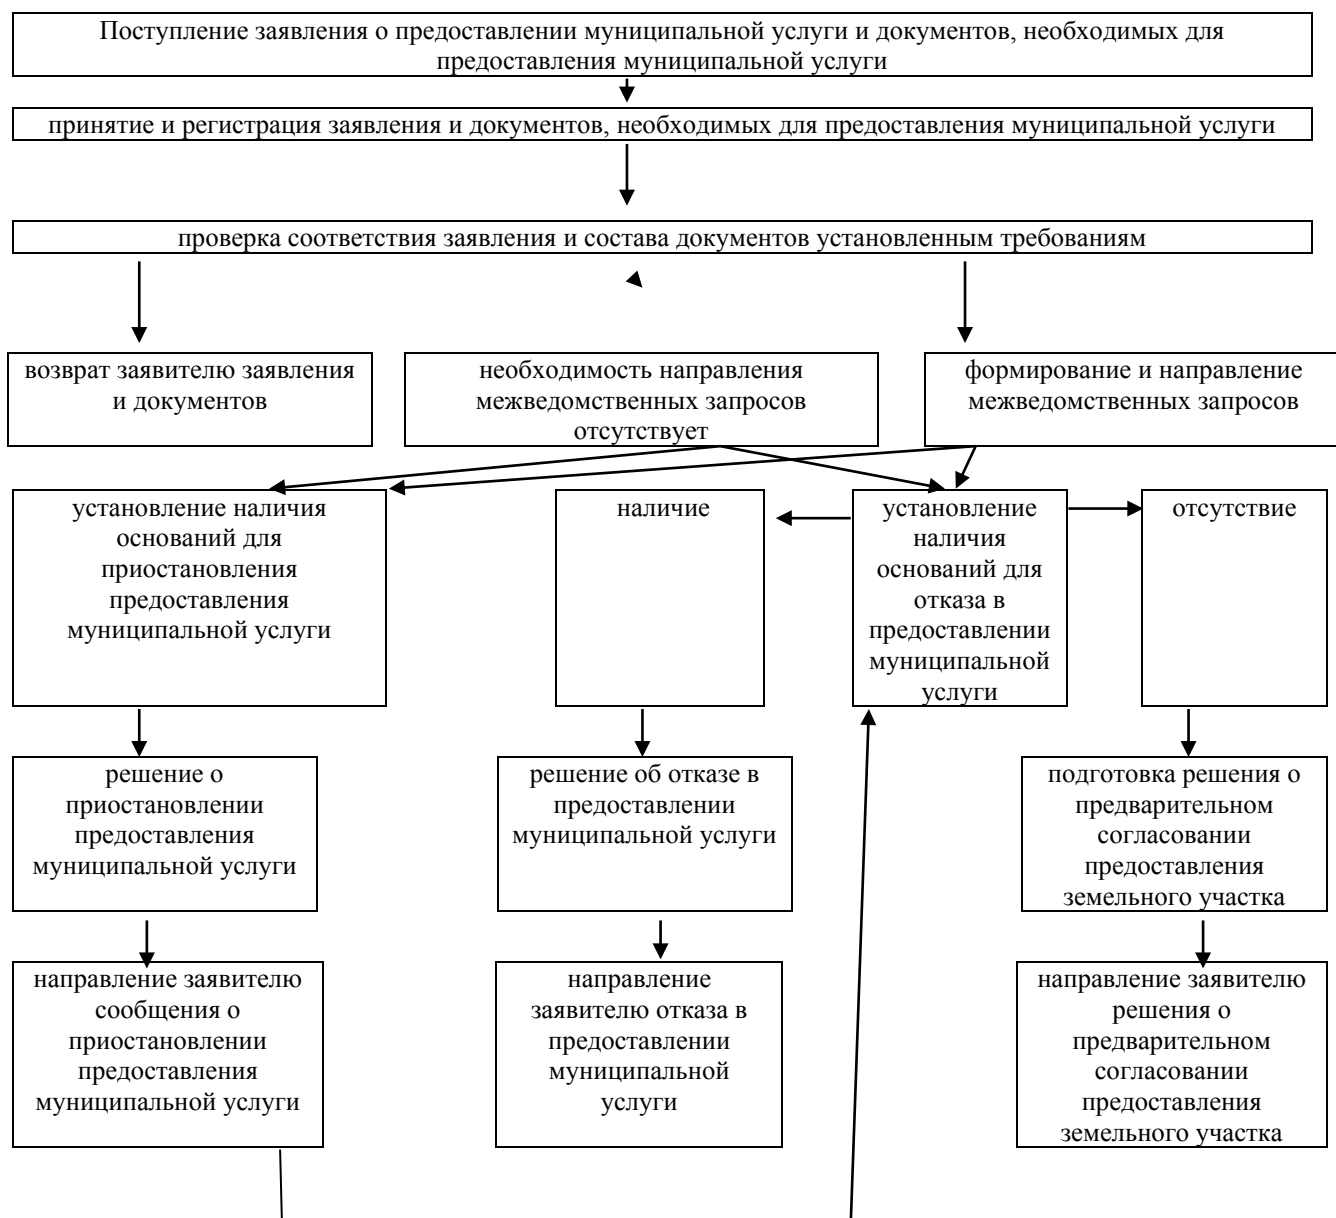 Поступление заявления о предоставлении муниципальной услуги и документов, необходимых для
предоставления муниципальной услуги
принятие и регистрация заявления и документов, необходимых для предоставления муниципальной услуги
проверка соответствия заявления и состава документов установленным требованиям
возврат заявителю заявления
и документов
необходимость направления
межведомственных запросов
отсутствует
формирование и направление
межведомственных запросов
установление наличия
оснований для
приостановления
предоставления
муниципальной услуги
наличие
установление
наличия
оснований для
отказа в
предоставлении
муниципальной
услуги
отсутствие
решение о
приостановлении
предоставления
муниципальной услуги
решение об отказе в
предоставлении
муниципальной услуги
подготовка решения о
предварительном
согласовании
предоставления
земельного участка
направление заявителю
сообщения о
приостановлении
предоставления
муниципальной услуги
направление
заявителю отказа в
предоставлении
муниципальной
услуги
направление заявителю
решения о
предварительном
согласовании
предоставления
земельного участка